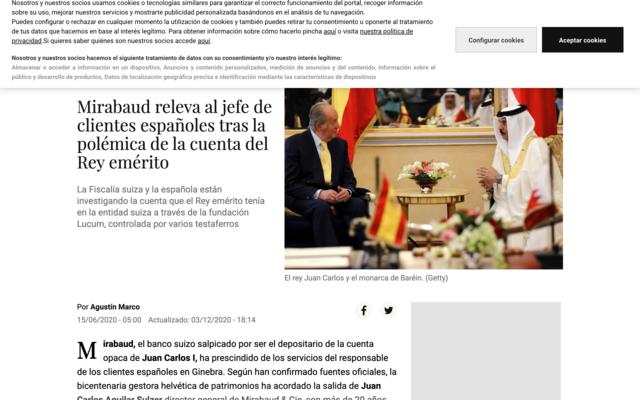 Nosotros y nuestros socios usamos cookies o tecnologías similares para garantizar el correcto funcionamiento del portal, recoger información
sobre su uso, mejorar nuestros servicios y mostrarte publicidad personalizada basándonos en el análisis de tu navegación.
Puedes configurar o rechazar en cualquier momento la utilización de cookies y también puedes retirar tu consentimiento u oponerte al tratamiento
de tus datos que hacemos en base al interés legítimo. Para obtener información sobre cómo hacerlo pincha aquí o visita nuestra política de
privacidad.Si quieres saber quiénes son nuestros socios accede aquí.
Configurar cookies
Aceptar cookies
Nosotros y nuestros socios hacemos el siguiente tratamiento de datos con su consentimiento y/o nuestro interés legítimo:
Almacenar o acceder a información en un dispositivo, Anuncios y contenido personalizados, medición de anuncios y del contenido, información sobre el
público y desarrollo de productos, Datos de localización geográfica precisa e identificación mediante las características de dispositivos
Mirabaud releva al jefe de
clientes españoles tras la
polémica de la cuenta del
Rey emérito
La Fiscalía suiza y la española están
investigando la cuenta que el Rey emérito tenía
en la entidad suiza a través de la fundación
Lucum, controlada por varios testaferros
El rey Juan Carlos y el monarca de Baréin. (Getty)
Por Agustín Marco
15/06/2020 - 05:00 Actualizado: 03/12/2020 - 18:14
Mirabaud, el banco suizo salpicado por ser el depositario de la cuenta
opaca de Juan Carlos I, ha prescindido de los servicios del responsable
de los clientes españoles en Ginebra. Según han confirmado fuentes oficiales, la
bicentenaria gestora helvética de patrimonios ha acordado la salida de Juan
Carlos Aguilar Sulzer director general de Mirabaud & Cie, con más de 20 años